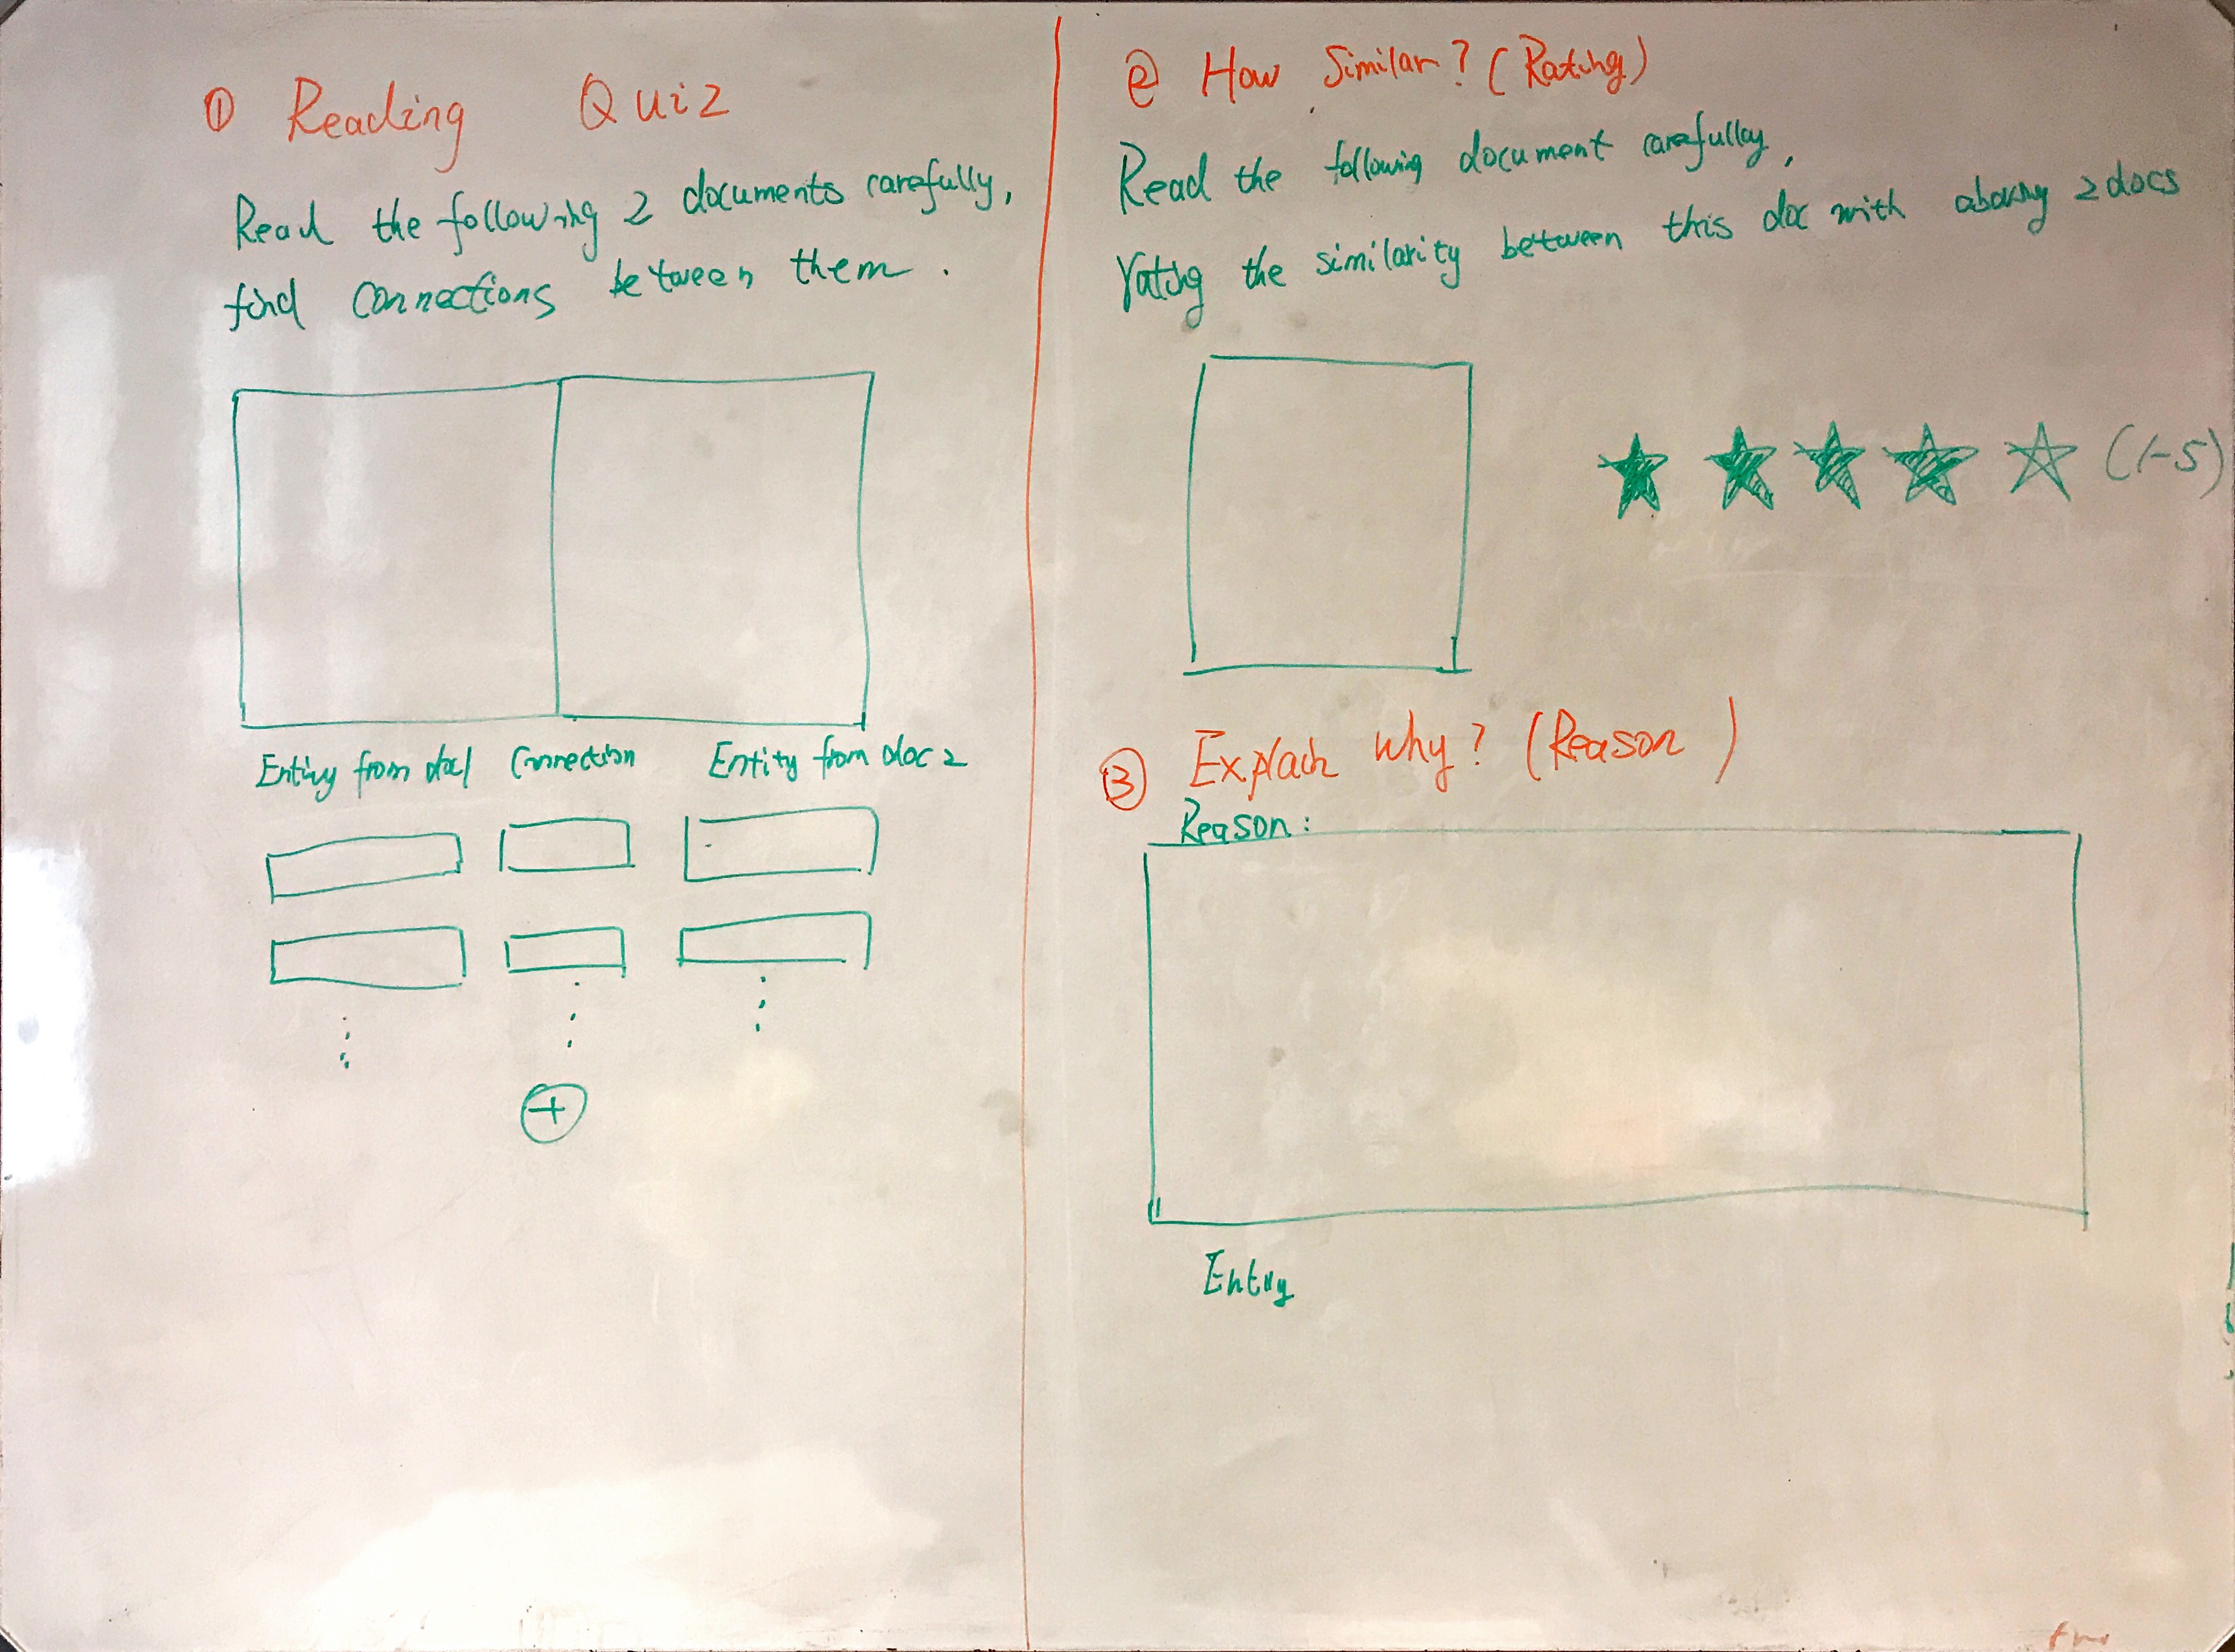 ① Reading Quiz
Read the following 2 documents carefully,
find connections between them.
Entity from doc1 Connection Entity from doc 2
+
② How Similar? (Rating)
Read the following document carefully,
rating the similarity between this doc with 2 docs
(1-5)
③ Explain why? (Reason)
Reason:
Entity